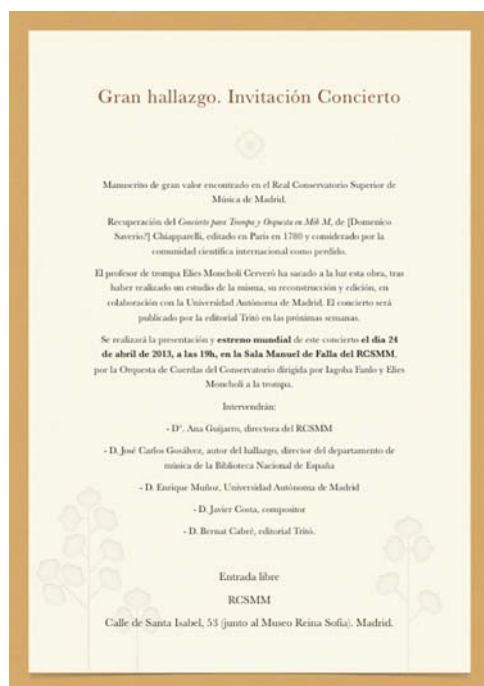 Gran hallazgo. Invitación Concierto
Manuscrito de gran valor encontrado en el Real Conservatorio Superior de
Música de Madrid.
Recuperación del Concierto para Trompa y Orquesta en Mib M, de [Domenico
Saverio?] Chiapparelli, editado en Paris en 1780 y considerado por la
comunidad científica internacional como perdido.
El profesor de trompa Elies Moncholi Cerveró ha sacado a la luz esta obra, tras
haber realizado un estudio de la misma, su reconstrucción y edición, en
colaboración con la Universidad Autónoma de Madrid. El concierto será
publicado por la editorial Tritó en las próximas semanas.
Se realizará la presentación y estreno mundial de este concierto el día 24
de abril de 2013, a las 19h, en la Sala Manuel de Falla del RCSMM,
por la Orquesta de Cuerdas del Conservatorio dirigida por Iagoba Fanlo y Elies
Moncholi a la trompa.
Intervendrán:
- Dª. Ana Guijarro, directora del RCSMM
- D. José Carlos Gosálvez, autor del hallazgo, director del departamento de
música de la Biblioteca Nacional de España
- D. Enrique Muñoz, Universidad Autónoma de Madrid
- D. Javier Costa, compositor
- D. Bernat Cabré, editorial Tritó.
Entrada libre
RCSMM
Calle de Santa Isabel, 53 (junto al Museo Reina Sofia). Madrid.